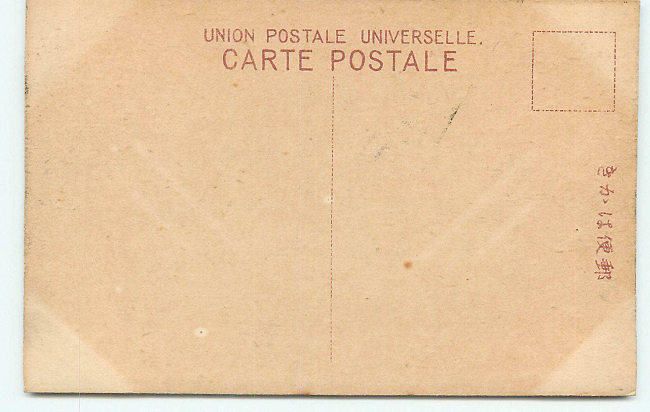 UNION POSTALE UNIVERSELLE.
CARTE POSTALE
郵便はかき